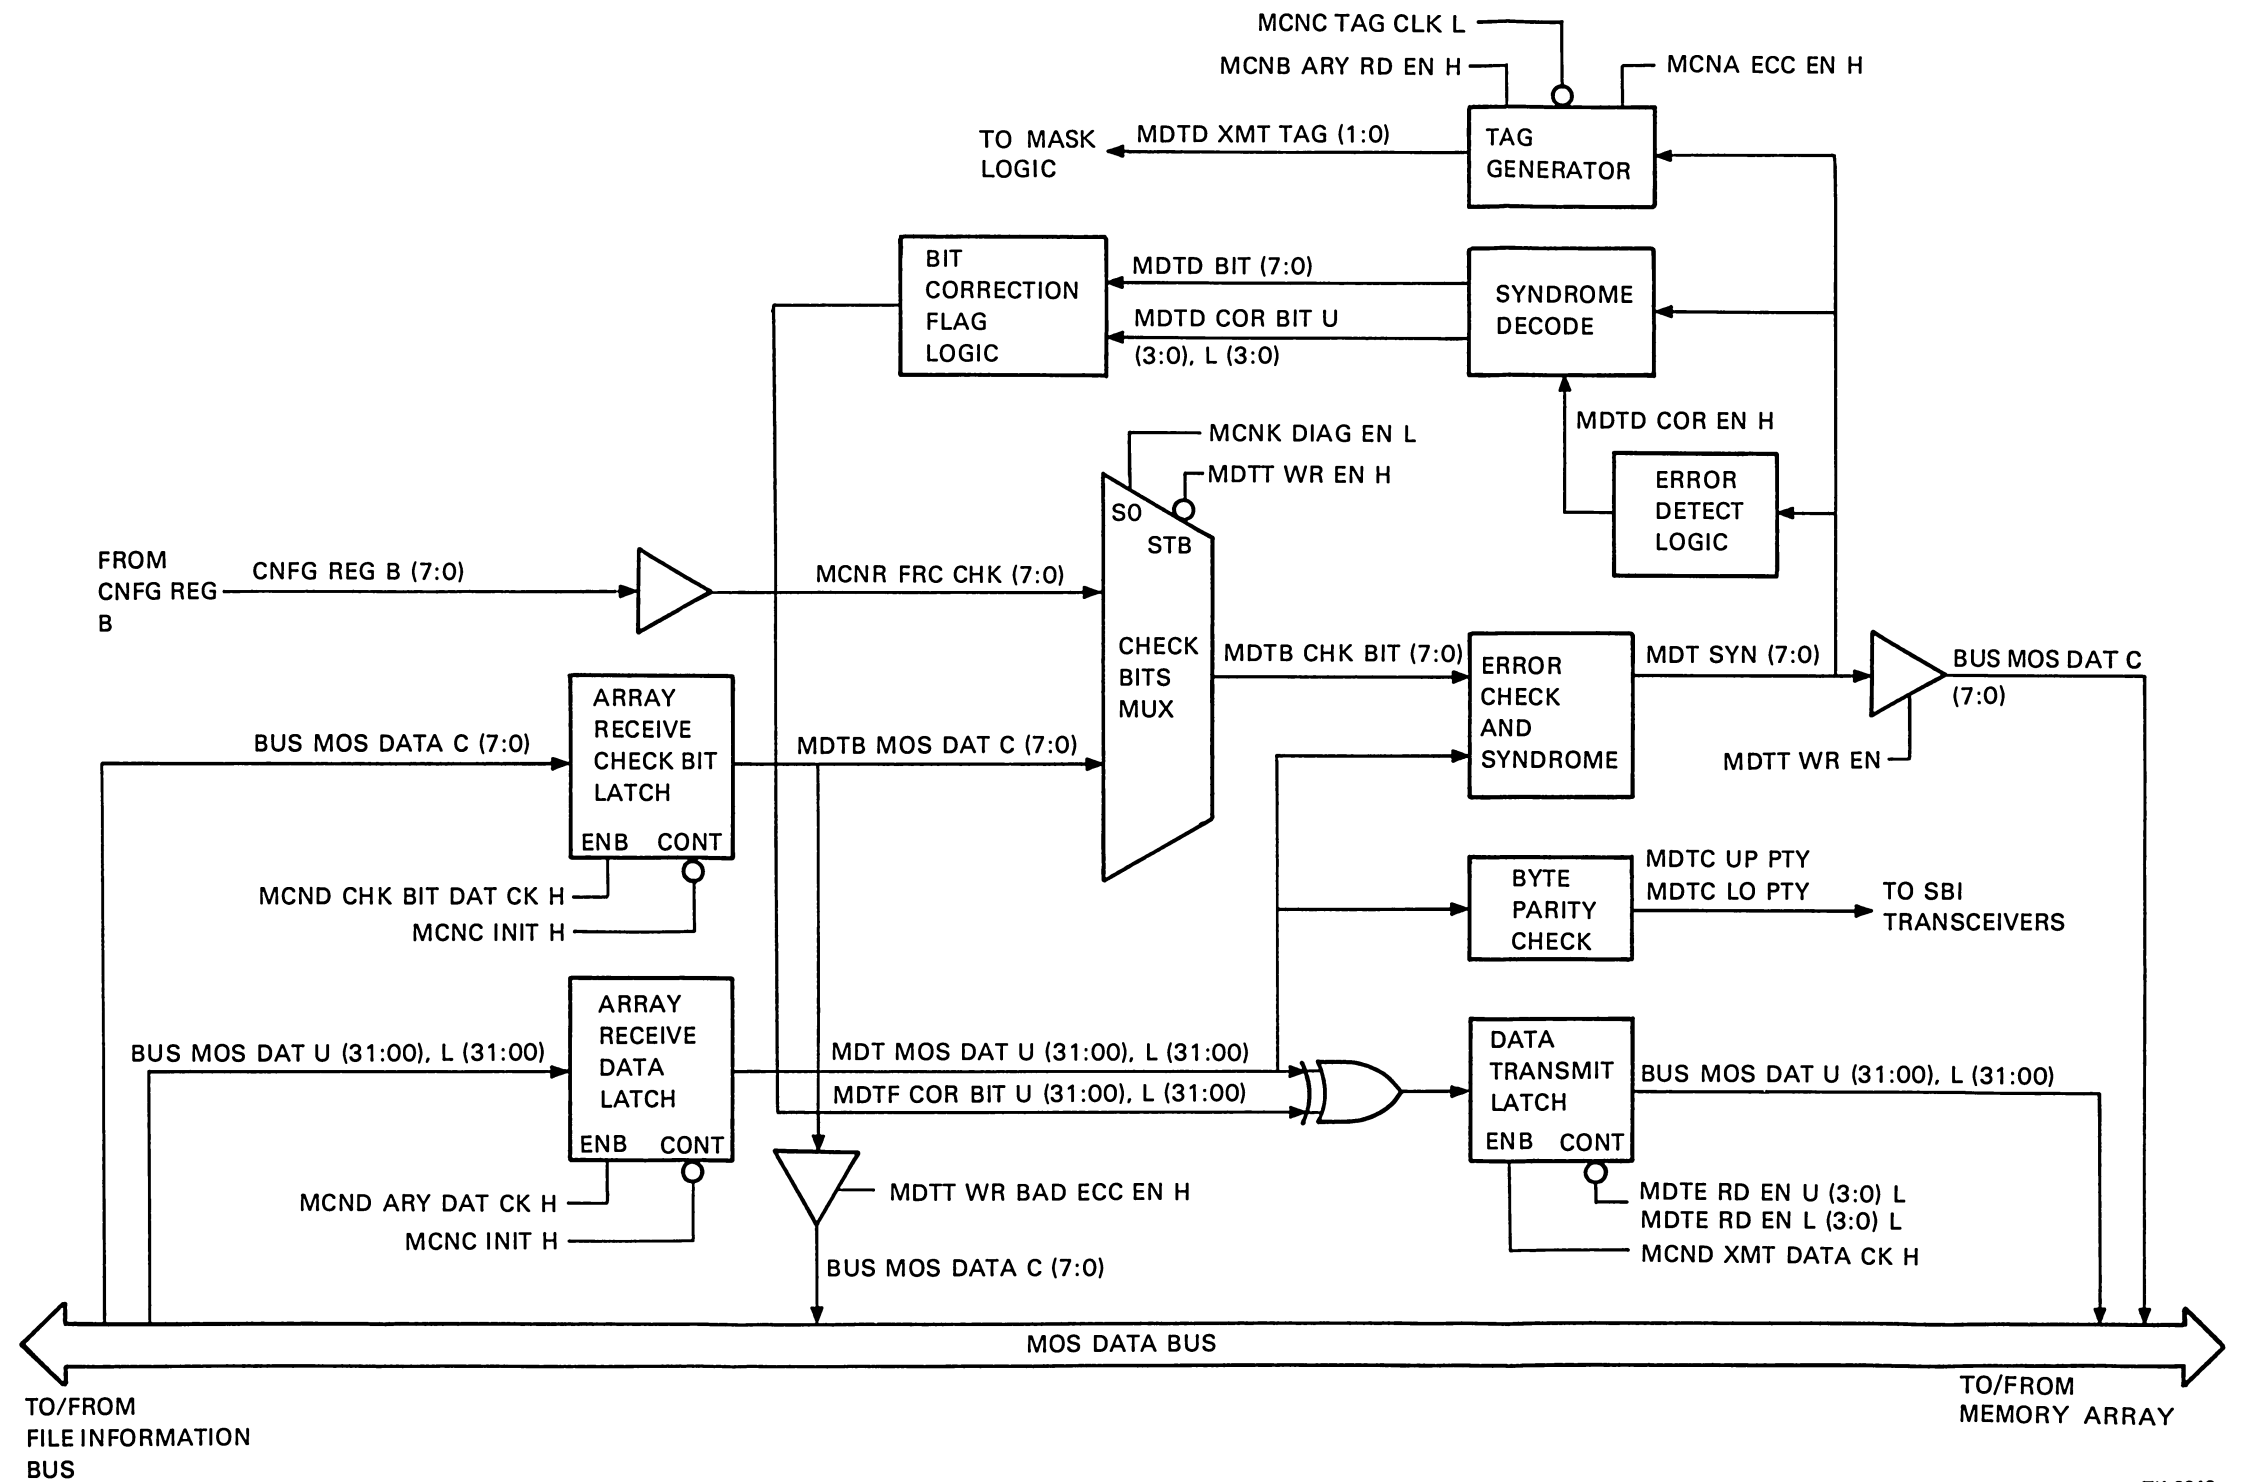 MCNC TAG CLK L
MCNB ARY RD EN H
MCNA ECC EN H
TO MASK
LOGIC
MDTD XMT TAG (1:0)
TAG
GENERATOR
BIT
CORRECTION
FLAG
LOGIC
MDTD BIT (7:0)
MDTD COR BIT U
(3:0), L (3:0)
SYNDROME
DECODE
MDTD COR EN H
MCNK DIAG EN L
MDTT WR EN H
S0
STB
ERROR
DETECT
LOGIC
FROM
CNFG REG
B
CNFG REG B (7:0)
MCNR FRC CHK (7:0)
CHECK
BITS
MUX
MDTB CHK BIT (7:0)
ERROR
CHECK
AND
SYNDROME
MDT SYN (7:0)
BUS MOS DAT C
(7:0)
MDTT WR EN
BUS MOS DATA C (7:0)
ARRAY
RECEIVE
CHECK BIT
LATCH
ENB CONT
MDTB MOS DAT C (7:0)
MCND CHK BIT DAT CK H
MCNC INIT H
BYTE
PARITY
CHECK
MDTC UP PTY
MDTC LO PTY
TO SBI
TRANSCEIVERS
BUS MOS DAT U (31:00), L (31:00)
ARRAY
RECEIVE
DATA
LATCH
ENB CONT
MDT MOS DAT U (31:00), L (31:00)
MDTF COR BIT U (31:00), L (31:00)
DATA
TRANSMIT
LATCH
ENB CONT
BUS MOS DAT U (31:00), L (31:00)
MCND ARY DAT CK H
MCNC INIT H
MDTT WR BAD ECC EN H
MDTE RD EN U (3:0) L
MDTE RD EN L (3:0) L
MCND XMT DATA CK H
BUS MOS DATA C (7:0)
MOS DATA BUS
TO/FROM
FILE INFORMATION
BUS
TO/FROM
MEMORY ARRAY